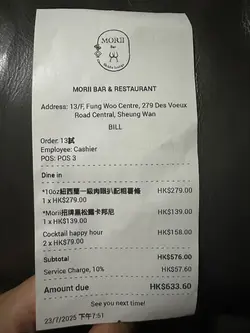 MORII
Bar
MORII BAR & RESTAURANT
Address: 13/F, Fung Woo Centre, 279 Des Voeux
Road Central, Sheung Wan
BILL
Order: 13試
Employee: Cashier
POS: POS 3
Dine in
*10oz紐西蘭一級肉眼扒配粗薯條 HK$279.00
1 x HK$279.00
*Morii招牌黑松露卡邦尼 HK$139.00
1 x HK$139.00
Cocktail happy hour HK$158.00
2 x HK$79.00
Subtotal HK$576.00
Service Charge, 10% HK$57.60
Amount due HK$633.60
See you next time!
23/7/2025 下午7:51